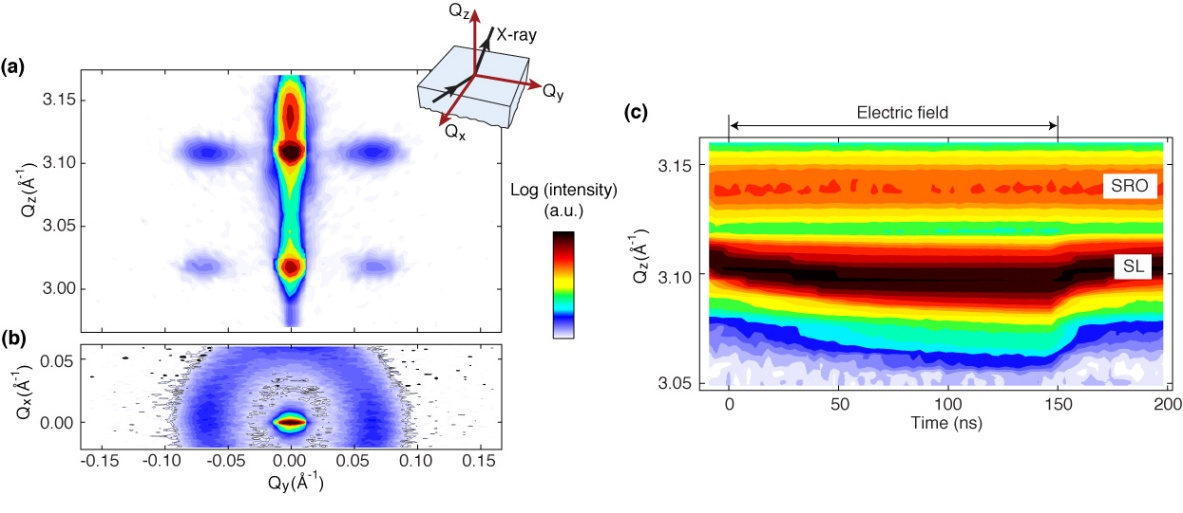 (a)
3.15
3.10
3.05
3.00
Qz(Å-1)
Qz
X-ray
Qy
Qx
Log (intensity)
(a.u.)
(b)
0.05
0.00
Qx(Å-1)
-0.15 -0.10 -0.05 0.00 0.05 0.10 0.15
Qy(Å-1)
(c)
Electric field
3.15
3.10
3.05
Qz(Å-1)
SRO
SL
0 50 100 150 200
Time (ns)